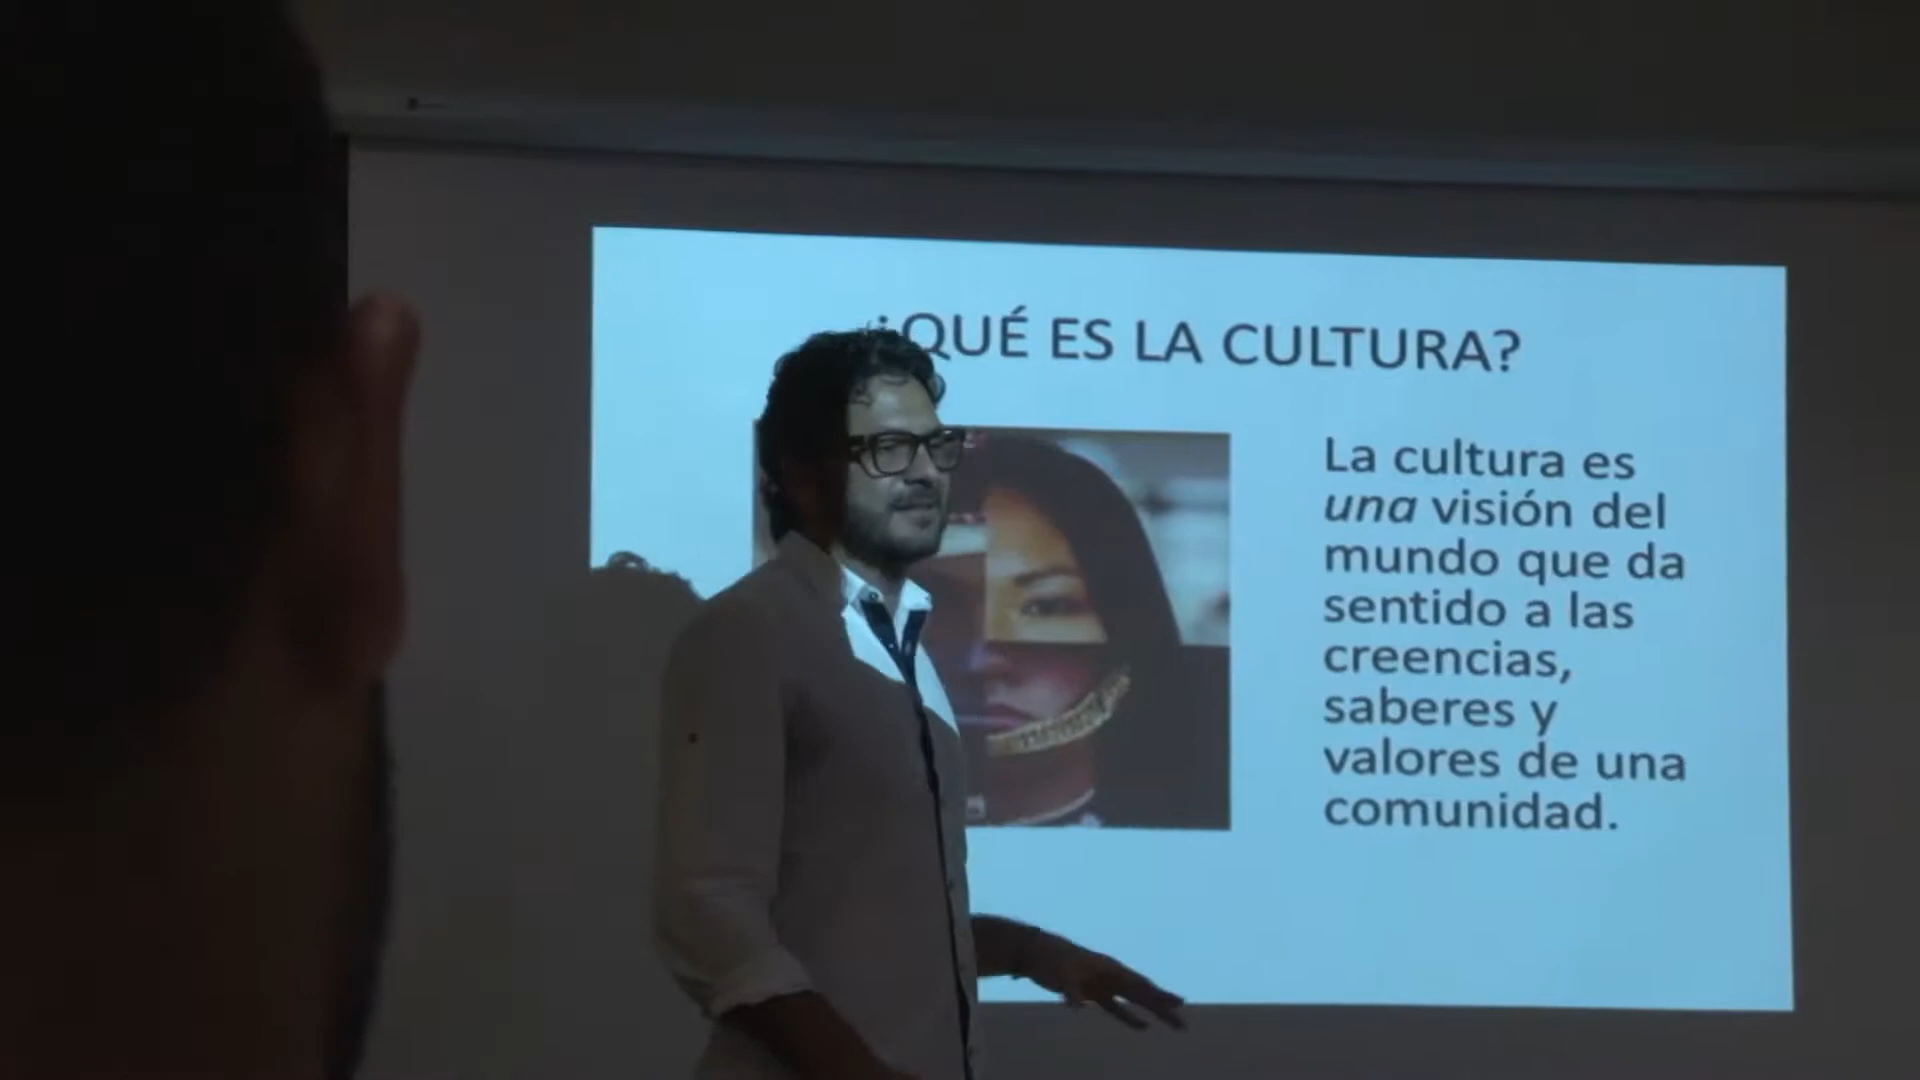 ¿QUÉ ES LA CULTURA?
La cultura es
una visión del
mundo que da
sentido a las
creencias,
saberes y
valores de una
comunidad.